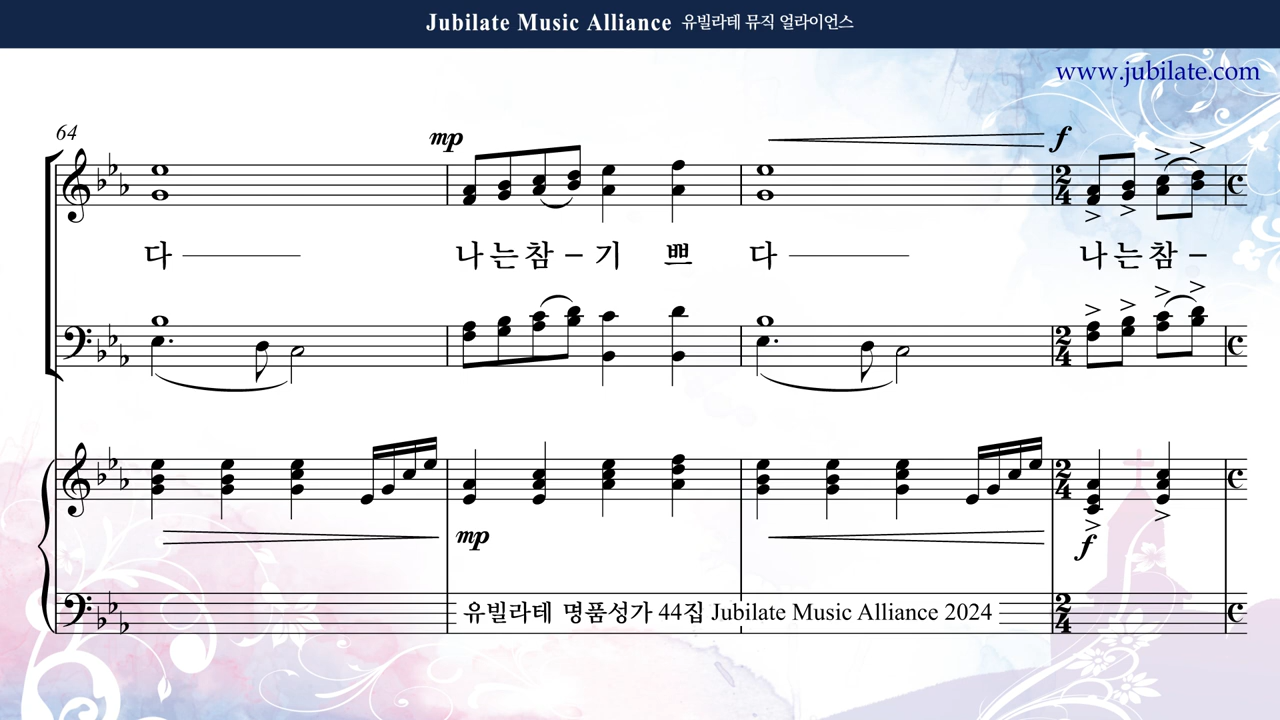 Jubilate Music Alliance 유빌라테 뮤직 얼라이언스
www.jubilate.com
64
mp f
다 나는참-기 쁘 다 나는참-
mp f
유빌라테 명품성가 44집 Jubilate Music Alliance 2024